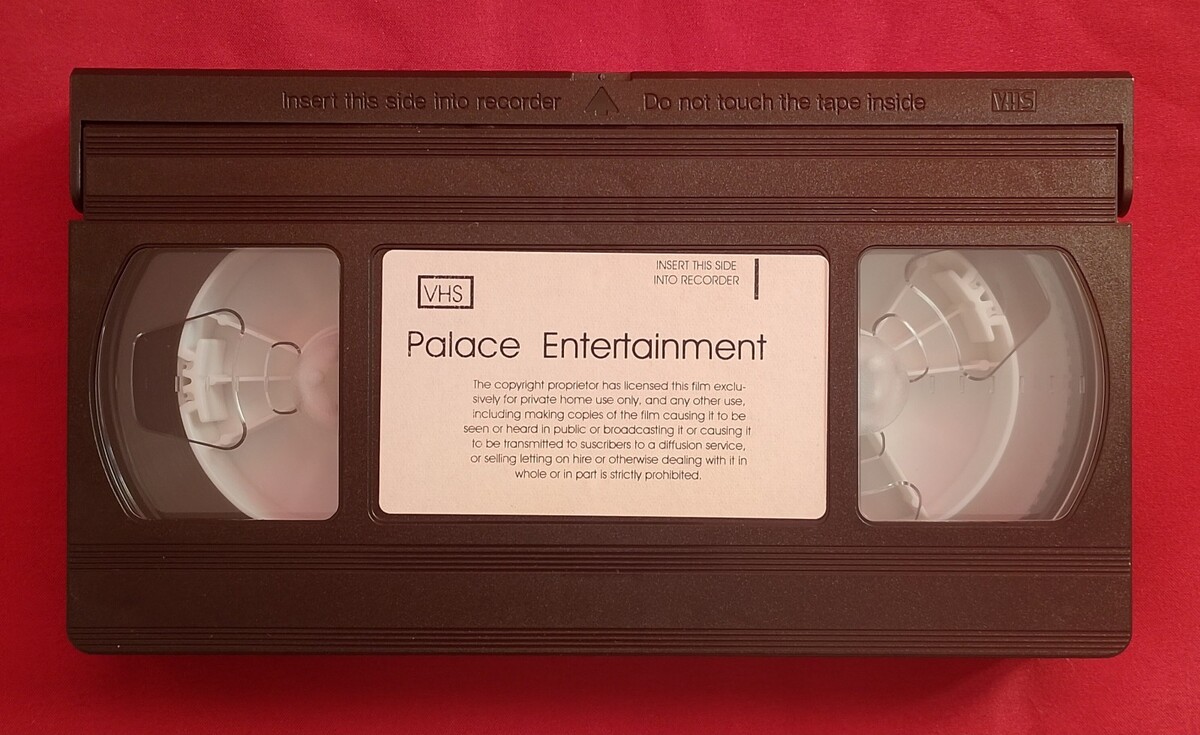 Insert this side into recorder Do not touch the tape inside VHS
INSERT THIS SIDE
INTO RECORDER
VHS
Palace Entertainment
The copyright proprietor has licensed this film exclu-
sively for private home use only, and any other use,
including making copies of the film causing it to be
seen or heard in public or broadcasting it or causing it
to be transmitted to suscribers to a diffusion service,
or selling letting on hire or otherwise dealing with it in
whole or in part is strictly prohibited.